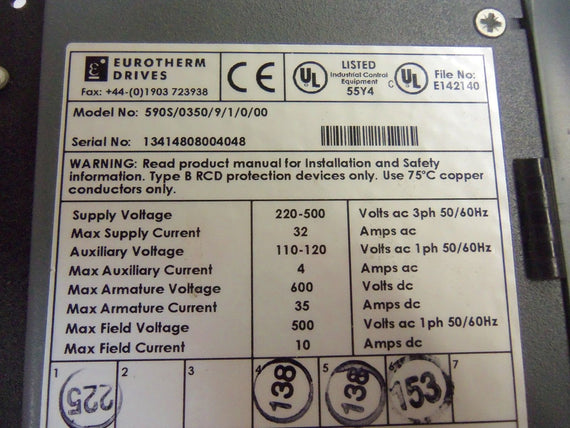 EUROTHERM
DRIVES
Fax: +44-(0)1903 723938
CE
UL
LISTED
Industrial Control
Equipment
55Y4
C UL
File No:
E142140
Model No: 590S/0350/9/1/0/00
Serial No: 13414808004048
WARNING: Read product manual for Installation and Safety
information. Type B RCD protection devices only. Use 75°C copper
conductors only.
Supply Voltage 220-500 Volts ac 3ph 50/60Hz
Max Supply Current 32 Amps ac
Auxiliary Voltage 110-120 Volts ac 1ph 50/60Hz
Max Auxiliary Current 4 Amps ac
Max Armature Voltage 600 Volts dc
Max Armature Current 35 Amps dc
Max Field Voltage 500 Volts ac 1ph 50/60Hz
Max Field Current 10 Amps dc
1 2 3 4 5 6 7
225 138 138 153